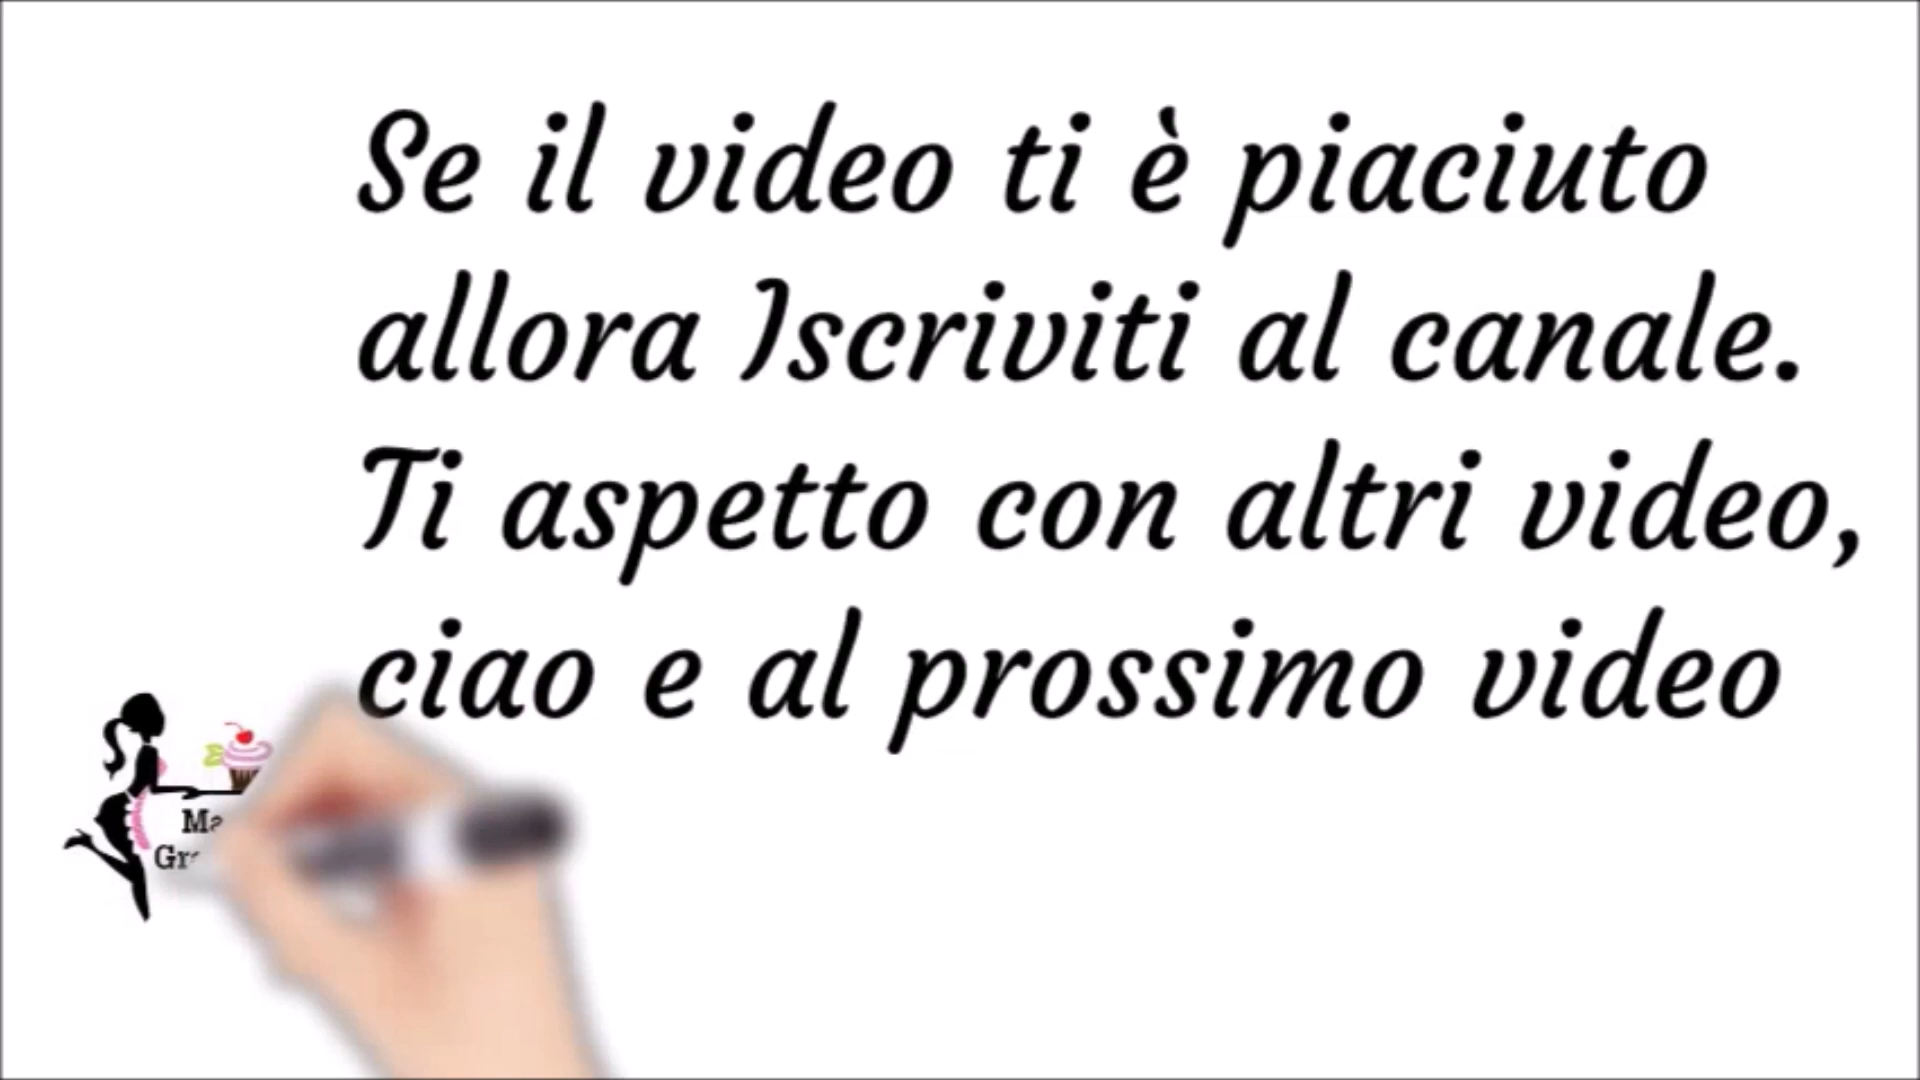 Se il video ti è piaciuto
allora Iscriviti al canale.
Ti aspetto con altri video,
ciao e al prossimo video